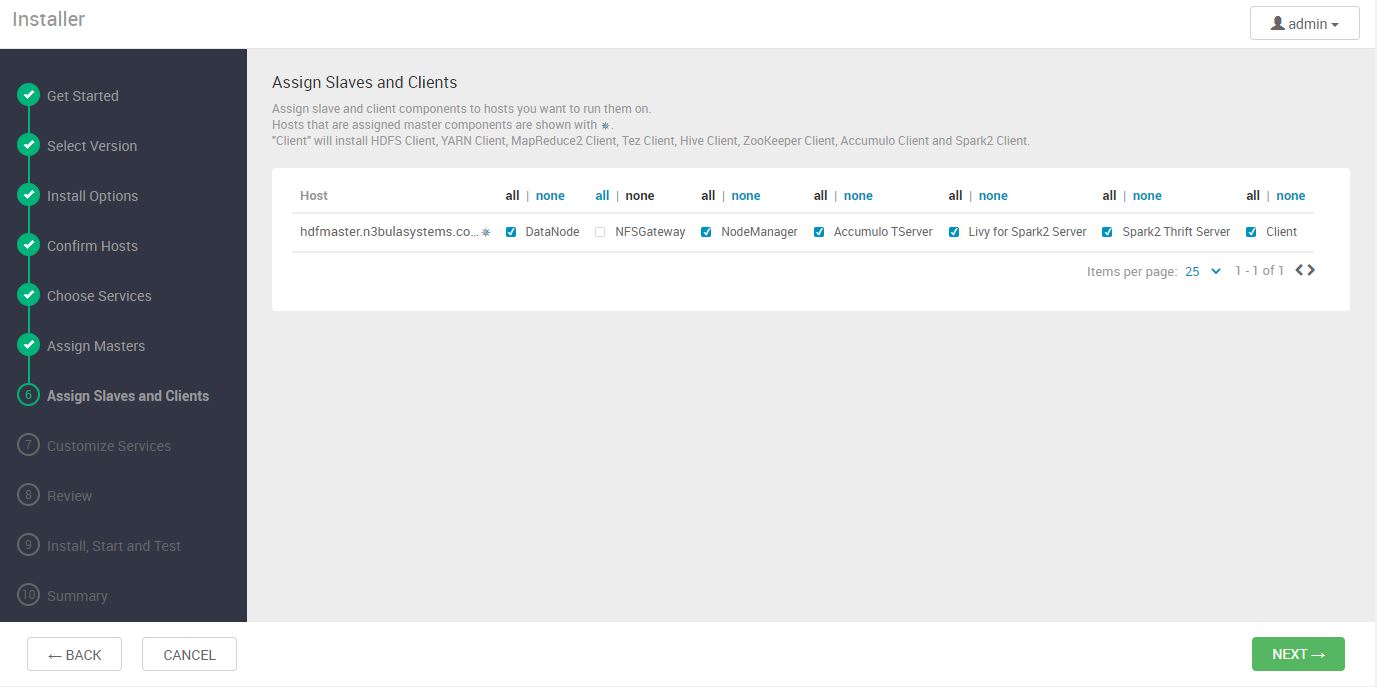 Installer
admin
Get Started
Select Version
Install Options
Confirm Hosts
Choose Services
Assign Masters
6 Assign Slaves and Clients
7 Customize Services
8 Review
9 Install, Start and Test
10 Summary
Assign Slaves and Clients
Assign slave and client components to hosts you want to run them on.
Hosts that are assigned master components are shown with ✵.
"Client" will install HDFS Client, YARN Client, MapReduce2 Client, Tez Client, Hive Client, ZooKeeper Client, Accumulo Client and Spark2 Client.
Host all | none all | none all | none all | none all | none all | none all | none
hdfmaster.n3bulasystems.co...✵ DataNode NFSGateway NodeManager Accumulo TServer Livy for Spark2 Server Spark2 Thrift Server Client
Items per page: 25 1 - 1 of 1
← BACK CANCEL NEXT →